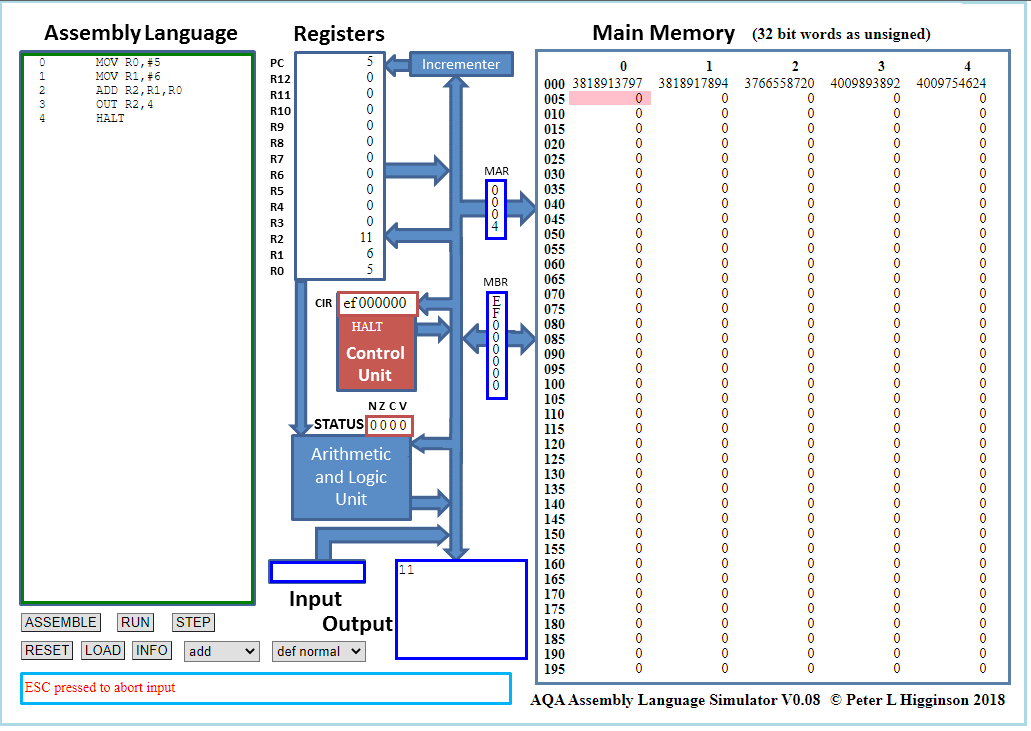 Assembly Language
0 MOV R0,#5
1 MOV R1,#6
2 ADD R2,R1,R0
3 OUT R2,4
4 HALT
ASSEMBLE RUN STEP
RESET LOAD INFO add def normal
ESC pressed to abort input
Registers
PC 5
R12 0
R11 0
R10 0
R9 0
R8 0
R7 0
R6 0
R5 0
R4 0
R3 0
R2 11
R1 6
R0 5
Incrementer
MAR
0
0
0
4
MBR
E
F
0
0
0
0
0
0
CIR ef000000
HALT
Control
Unit
N Z C V
STATUS 0 0 0 0
Arithmetic
and Logic
Unit
Input
Output
11
Main Memory (32 bit words as unsigned)
0 1 2 3 4
000 3818913797 3818917894 3766558720 4009893892 4009754624
005 0 0 0 0 0
010 0 0 0 0 0
015 0 0 0 0 0
020 0 0 0 0 0
025 0 0 0 0 0
030 0 0 0 0 0
035 0 0 0 0 0
040 0 0 0 0 0
045 0 0 0 0 0
050 0 0 0 0 0
055 0 0 0 0 0
060 0 0 0 0 0
065 0 0 0 0 0
070 0 0 0 0 0
075 0 0 0 0 0
080 0 0 0 0 0
085 0 0 0 0 0
090 0 0 0 0 0
095 0 0 0 0 0
100 0 0 0 0 0
105 0 0 0 0 0
110 0 0 0 0 0
115 0 0 0 0 0
120 0 0 0 0 0
125 0 0 0 0 0
130 0 0 0 0 0
135 0 0 0 0 0
140 0 0 0 0 0
145 0 0 0 0 0
150 0 0 0 0 0
155 0 0 0 0 0
160 0 0 0 0 0
165 0 0 0 0 0
170 0 0 0 0 0
175 0 0 0 0 0
180 0 0 0 0 0
185 0 0 0 0 0
190 0 0 0 0 0
195 0 0 0 0 0
AQA Assembly Language Simulator V0.08 © Peter L Higginson 2018